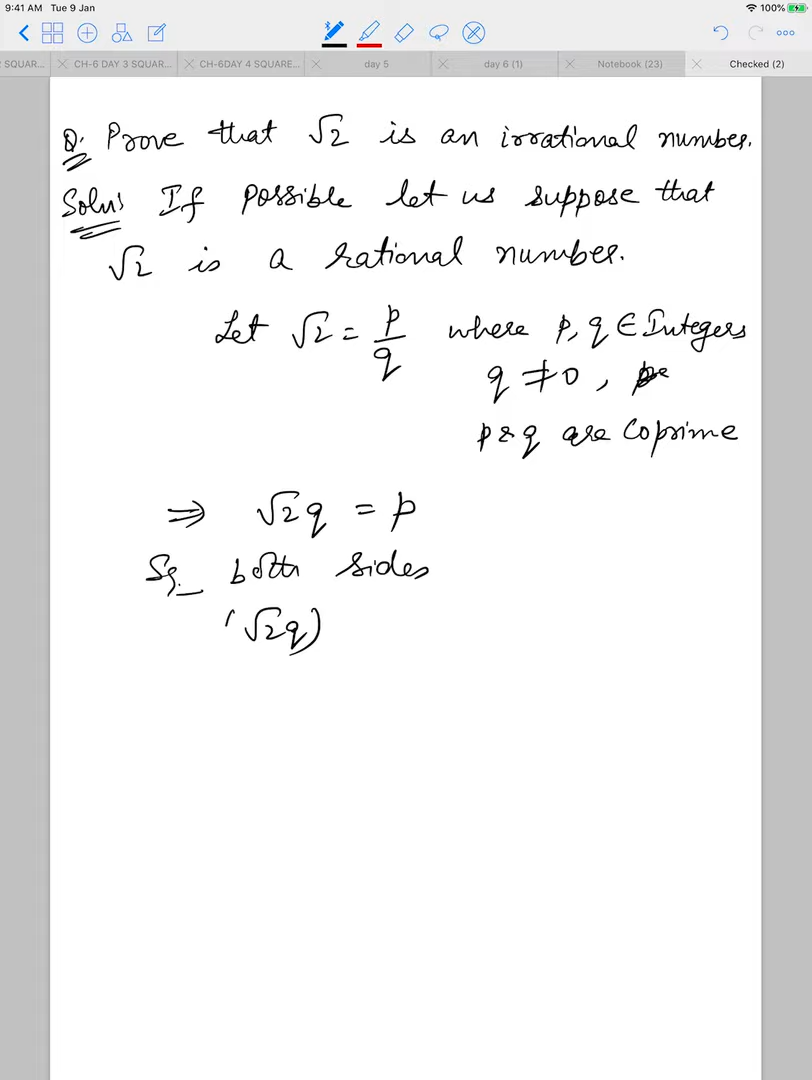 9:41 AM Tue 9 Jan
100%
SQUAR...
CH-6 DAY 3 SQUAR...
CH-6DAY 4 SQUARE...
day 5
day 6 (1)
Notebook (23)
Checked (2)
Q. Prove that √2 is an irrational number.
Soln: If possible let us suppose that
√2 is a rational number.
Let √2 = p/q where p, q ∈ Integers
q ≠ 0,
p & q are Coprime
⇒ √2q = p
Sq. both sides
(√2q)